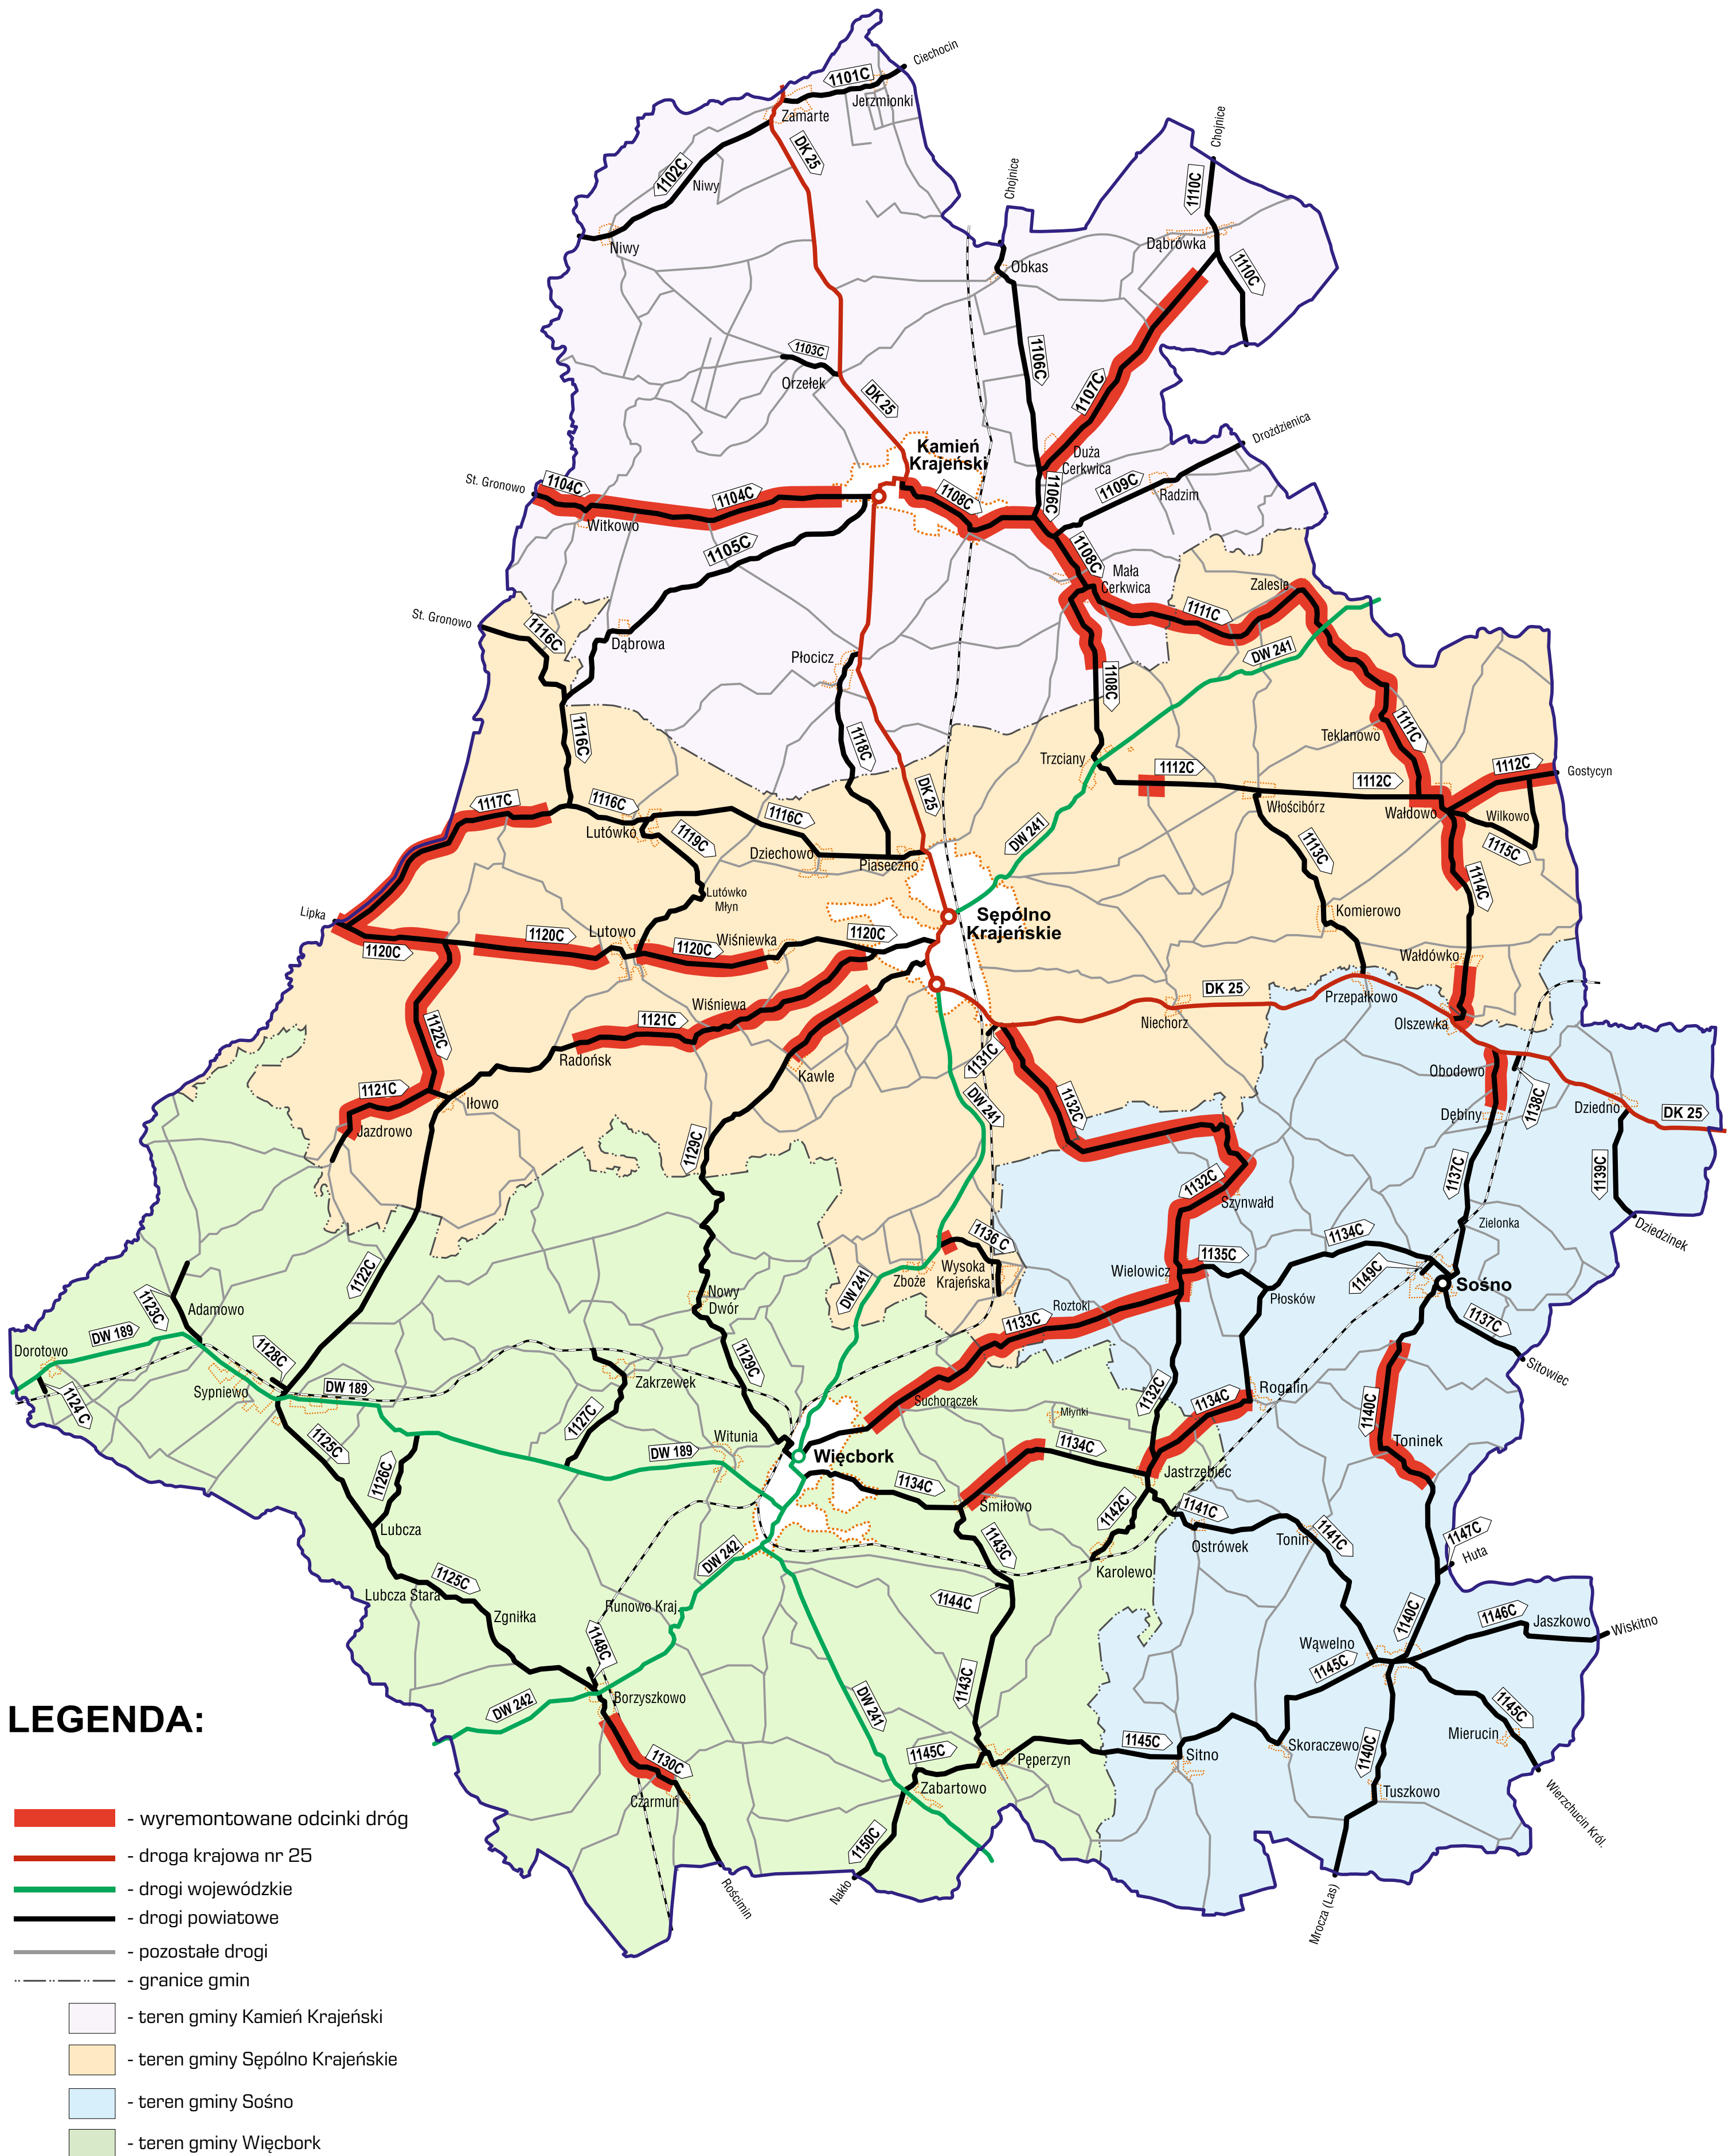 Ciechocin
1101C
Jerzmionki
Zamarte
DK 25
1102C
Niwy
Niwy
Chojnice
Chojnice
1110C
Dąbrówka
1110C
Obkas
1106C
1107C
1103C
Orzełek
DK 25
Kamień
Krajeński
Duża
Cerkwica
Drożdzienica
St. Gronowo
1104C
1104C
Witkowo
1108C
1106C
1109C
Radzim
1105C
1108C
Mała
Cerkwica
Zalesie
1111C
St. Gronowo
1116C
Dąbrowa
Płocicz
DW 241
1108C
1116C
1118C
Teklanowo
1111C
Trzciany
1112C
1112C
1112C
Gostycyn
DK 25
1117C
1116C
Lutówko
1116C
1119C
Dziechowo
Piaseczno
DW 241
Włościbórz
Wałdowo
Wilkowo
1115C
1113C
1114C
Lutówko
Młyn
Lipka
Sępólno
Krajeńskie
Komierowo
1120C
1120C
Lutowo
1120C
Wiśniewka
1120C
Wałdówko
Wiśniewa
1121C
DK 25
Przepałkowo
Niechorz
Olszewka
1122C
Radońsk
Kawle
1131C
Obodowo
1138C
1121C
Iłowo
DW 241
1132C
Dębiny
Dziedno
DK 25
Jazdrowo
1129C
1137C
1139C
1132C
Szynwałd
Zielonka
Dziedzinek
1136 C
1134C
Wysoka
Krajeńska
Zboże
1135C
Wielowicz
1149C
Sośno
Płosków
1122C
1123C
Adamowo
DW 241
Nowy
Dwór
Roztoki
1133C
1137C
DW 189
Dorotowo
1128C
1129C
Sitowiec
Sypniewo
DW 189
Zakrzewek
1124 C
Suchorączek
1132C
1134C
Rogalin
1140C
Młynki
1127C
1125C
Witunia
DW 189
Więcbork
1134C
Toninek
1126C
1134C
Jastrzębiec
Śmiłowo
1142C
1141C
Lubcza
Ostrówek
Tonin
1141C
1147C
Huta
DW 242
1143C
Karolewo
Lubcza Stara
1125C
Zgniłka
Runowo Kraj.
1144C
1140C
1146C
Jaszkowo
Wiskitno
1148C
Wąwelno
1145C
1143C
Borzyszkowo
DW 242
DW 241
1145C
Mierucin
1130C
1145C
Pęperzyn
1145C
Sitno
Skoraczewo
1140C
Czarmuń
Zabartowo
Tuszkowo
Wierzchucin Król.
1150C
Nakło
Rościmin
Mrocza (Las)
LEGENDA:
- wyremontowane odcinki dróg
- droga krajowa nr 25
- drogi wojewódzkie
- drogi powiatowe
- pozostałe drogi
- granice gmin
- teren gminy Kamień Krajeński
- teren gminy Sępólno Krajeńskie
- teren gminy Sośno
- teren gminy Więcbork